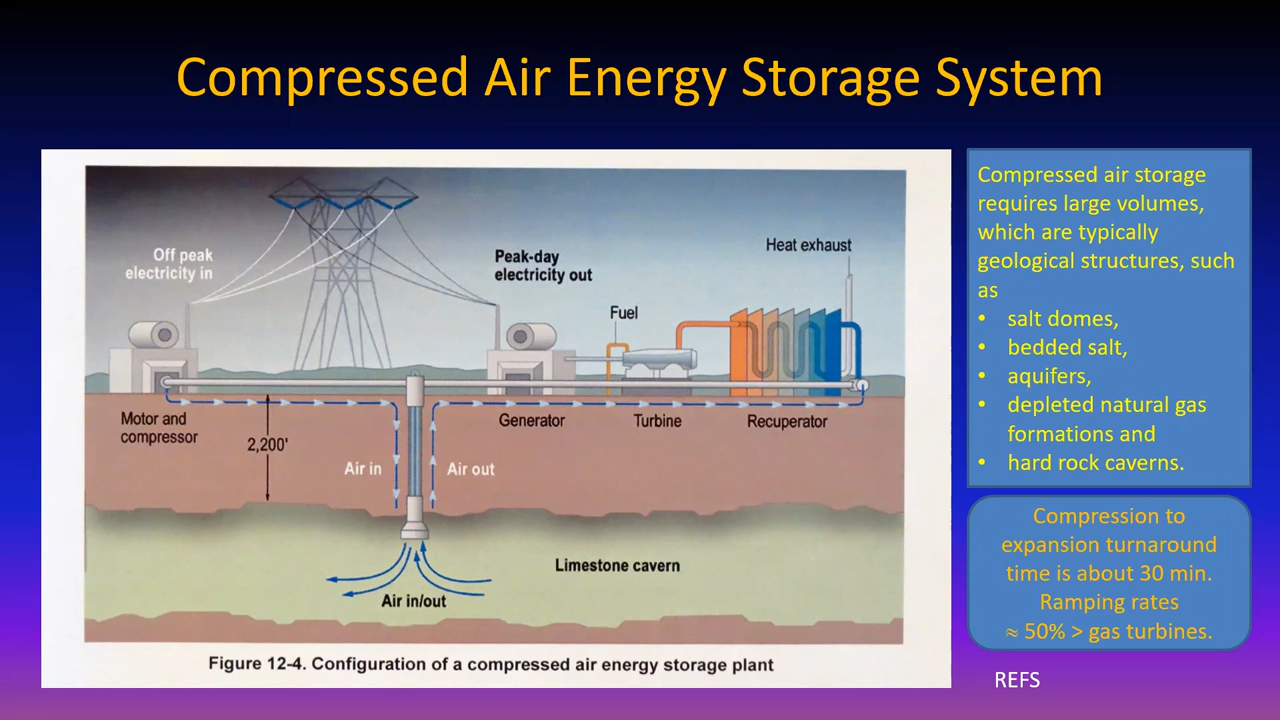 Compressed Air Energy Storage System
Off peak
electricity in
Peak-day
electricity out
Heat exhaust
Fuel
Motor and
compressor
2,200'
Generator
Turbine
Recuperator
Air in
Air out
Limestone cavern
Air in/out
Figure 12-4. Configuration of a compressed air energy storage plant
Compressed air storage
requires large volumes,
which are typically
geological structures, such
as
• salt domes,
• bedded salt,
• aquifers,
• depleted natural gas
formations and
• hard rock caverns.
Compression to
expansion turnaround
time is about 30 min.
Ramping rates
≈ 50% > gas turbines.
REFS